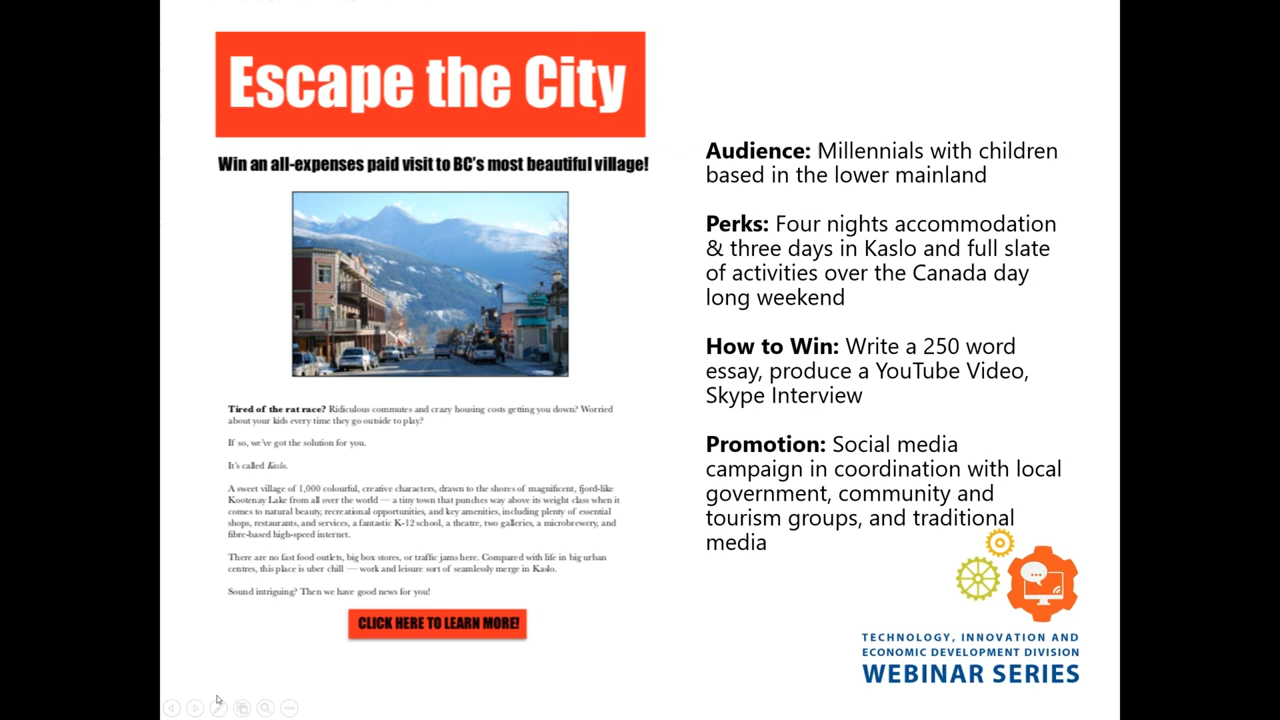 Escape the City
Win an all-expenses paid visit to BC's most beautiful village!
Tired of the rat race? Ridiculous commutes and crazy housing costs getting you down? Worried
about your kids every time they go outside to play?
If so, we've got the solution for you.
It's called Kaslo.
A sweet village of 1,000 colourful, creative characters, drawn to the shores of magnificent, fjord-like
Kootenay Lake from all over the world — a tiny town that punches way above its weight class when it
comes to natural beauty, recreational opportunities, and key amenities, including plenty of essential
shops, restaurants, and services, a fantastic K-12 school, a theatre, two galleries, a microbrewery, and
fibre-based high-speed internet.
There are no fast food outlets, big box stores, or traffic jams here. Compared with life in big urban
centres, this place is uber chill — work and leisure sort of seamlessly merge in Kaslo.
Sound intriguing? Then we have good news for you!
CLICK HERE TO LEARN MORE!
Audience: Millennials with children
based in the lower mainland
Perks: Four nights accommodation
& three days in Kaslo and full slate
of activities over the Canada day
long weekend
How to Win: Write a 250 word
essay, produce a YouTube Video,
Skype Interview
Promotion: Social media
campaign in coordination with local
government, community and
tourism groups, and traditional
media
TECHNOLOGY, INNOVATION AND
ECONOMIC DEVELOPMENT DIVISION
WEBINAR SERIES